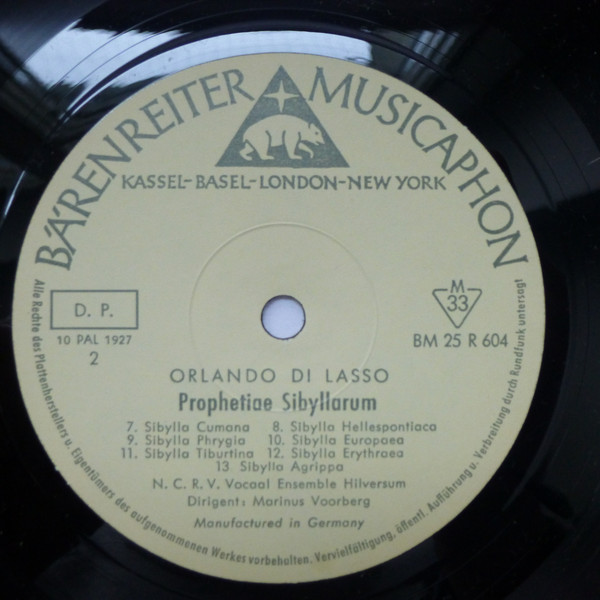 BÄRENREITER MUSICAPHON
KASSEL-BASEL-LONDON-NEW YORK
D. P.
10 PAL 1927
2
M
33
BM 25 R 604
ORLANDO DI LASSO
Prophetiae Sibyllarum
7. Sibylla Cumana 8. Sibylla Hellespontiaca
9. Sibylla Phrygia 10. Sibylla Europaea
11. Sibylla Tiburtina 12. Sibylla Erythraea
13 Sibylla Agrippa
N. C. R. V. Vocaal Ensemble Hilversum
Dirigent: Marinus Voorberg
Manufactured in Germany
Alle Rechte des Plattenherstellers u. Eigentümers des aufgenommenen Werkes vorbehalten. Vervielfältigung, öffentl. Aufführung u. Verbreitung durch Rundfunk untersagt